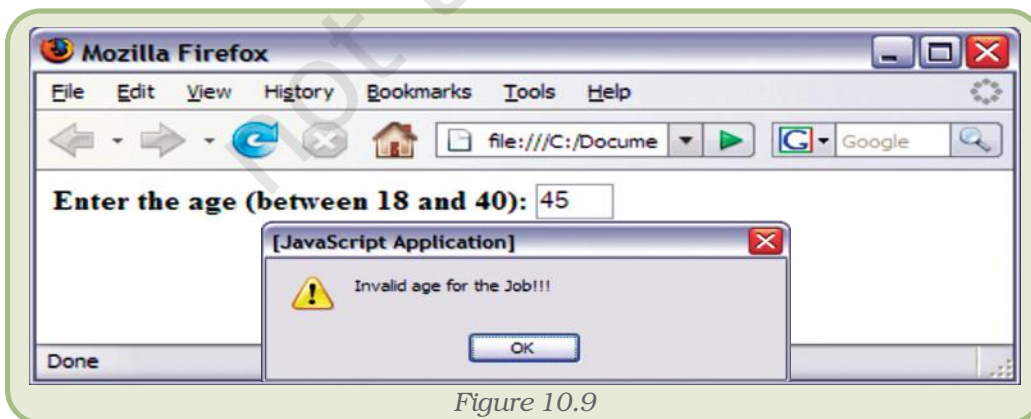 not
Mozilla Firefox
File Edit View History Bookmarks Tools Help
file:///C:/Docume G Google
Enter the age (between 18 and 40): 45
[JavaScript Application]
Invalid age for the Job!!!
OK
Done
Figure 10.9